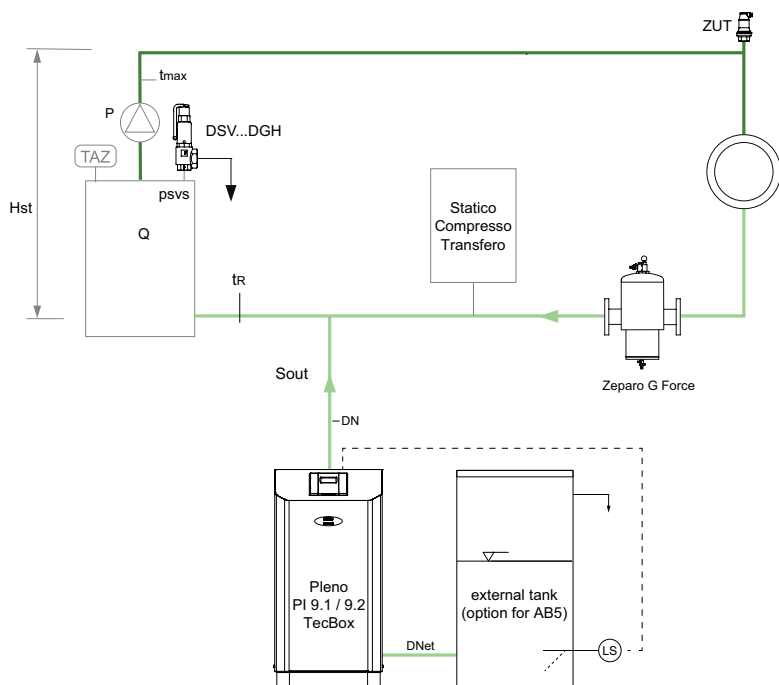 ZUT
tmax
P
DSV...DGH
TAZ
psvs
Hst
Q
Statico
Compresso
Transfero
tR
Sout
Zeparo G Force
DN
Pleno
PI 9.1 / 9.2
TecBox
external tank
(option for AB5)
DNet
LS